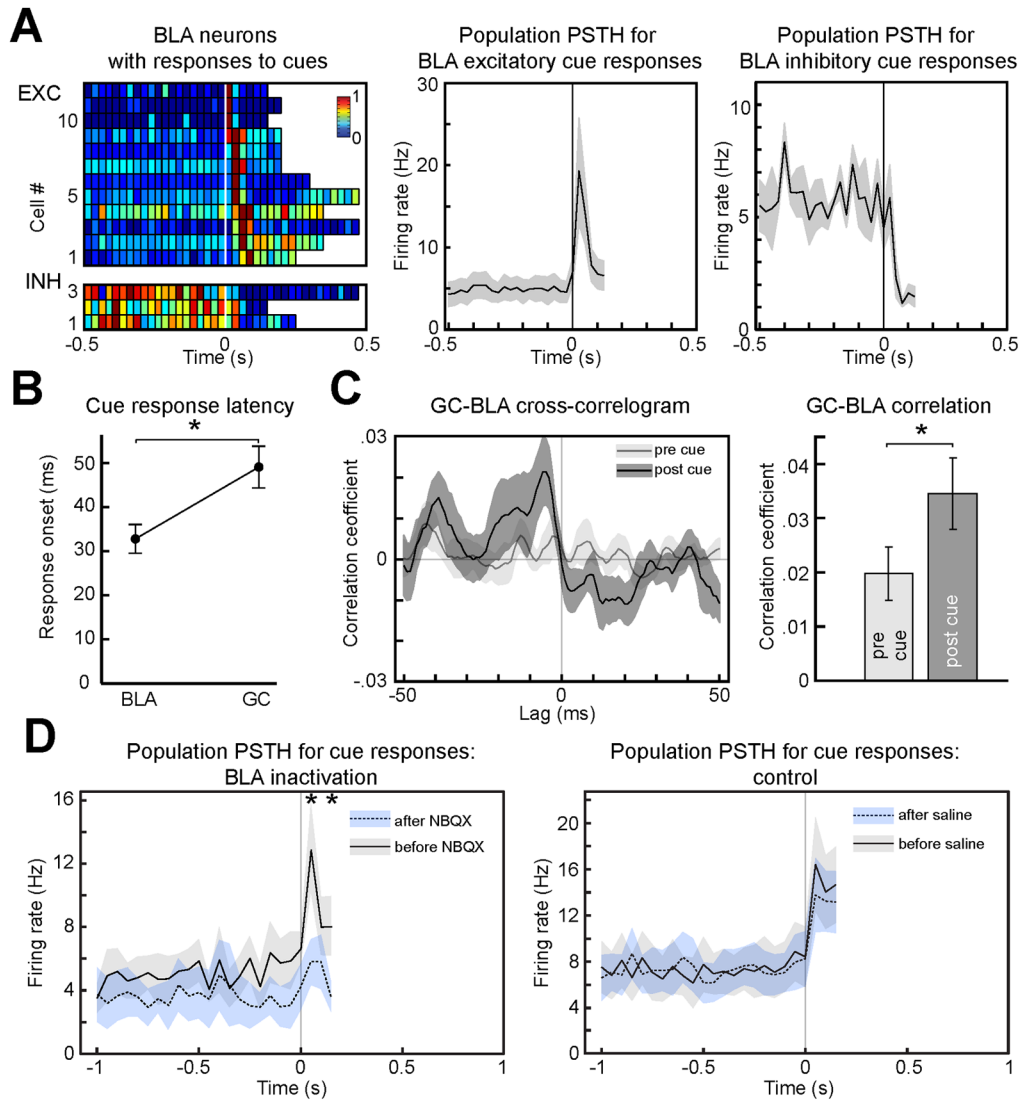 A
BLA neurons
with responses to cues
EXC
10
5
1
Cell #
INH
3
1
1
0
-0.5
0
0.5
Time (s)
Population PSTH for
BLA excitatory cue responses
30
20
10
0
Firing rate (Hz)
-0.5
0
0.5
Time (s)
Population PSTH for
BLA inhibitory cue responses
10
5
0
Firing rate (Hz)
-0.5
0
0.5
Time (s)
B
Cue response latency
*
50
40
30
20
10
0
Response onset (ms)
BLA
GC
C
GC-BLA cross-correlogram
.03
0
-.03
Correlation ceofficient
pre cue
post cue
-50
0
50
Lag (ms)
GC-BLA correlation
*
.04
.03
.02
.01
0
Correlation ceofficient
pre
cue
post cue
D
Population PSTH for cue responses:
BLA inactivation
* *
16
12
8
4
0
Firing rate (Hz)
after NBQX
before NBQX
-1
-0.5
0
0.5
1
Time (s)
Population PSTH for cue responses:
control
20
16
12
8
4
0
Firing rate (Hz)
after saline
before saline
-1
-0.5
0
0.5
1
Time (s)